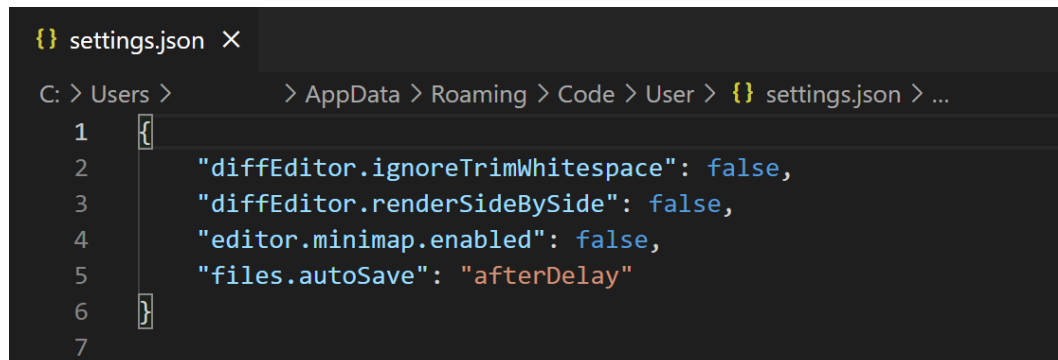 {} settings.json ×
C: > Users > > AppData > Roaming > Code > User > {} settings.json > ...
1 {
2 "diffEditor.ignoreTrimWhitespace": false,
3 "diffEditor.renderSideBySide": false,
4 "editor.minimap.enabled": false,
5 "files.autoSave": "afterDelay"
6 }
7